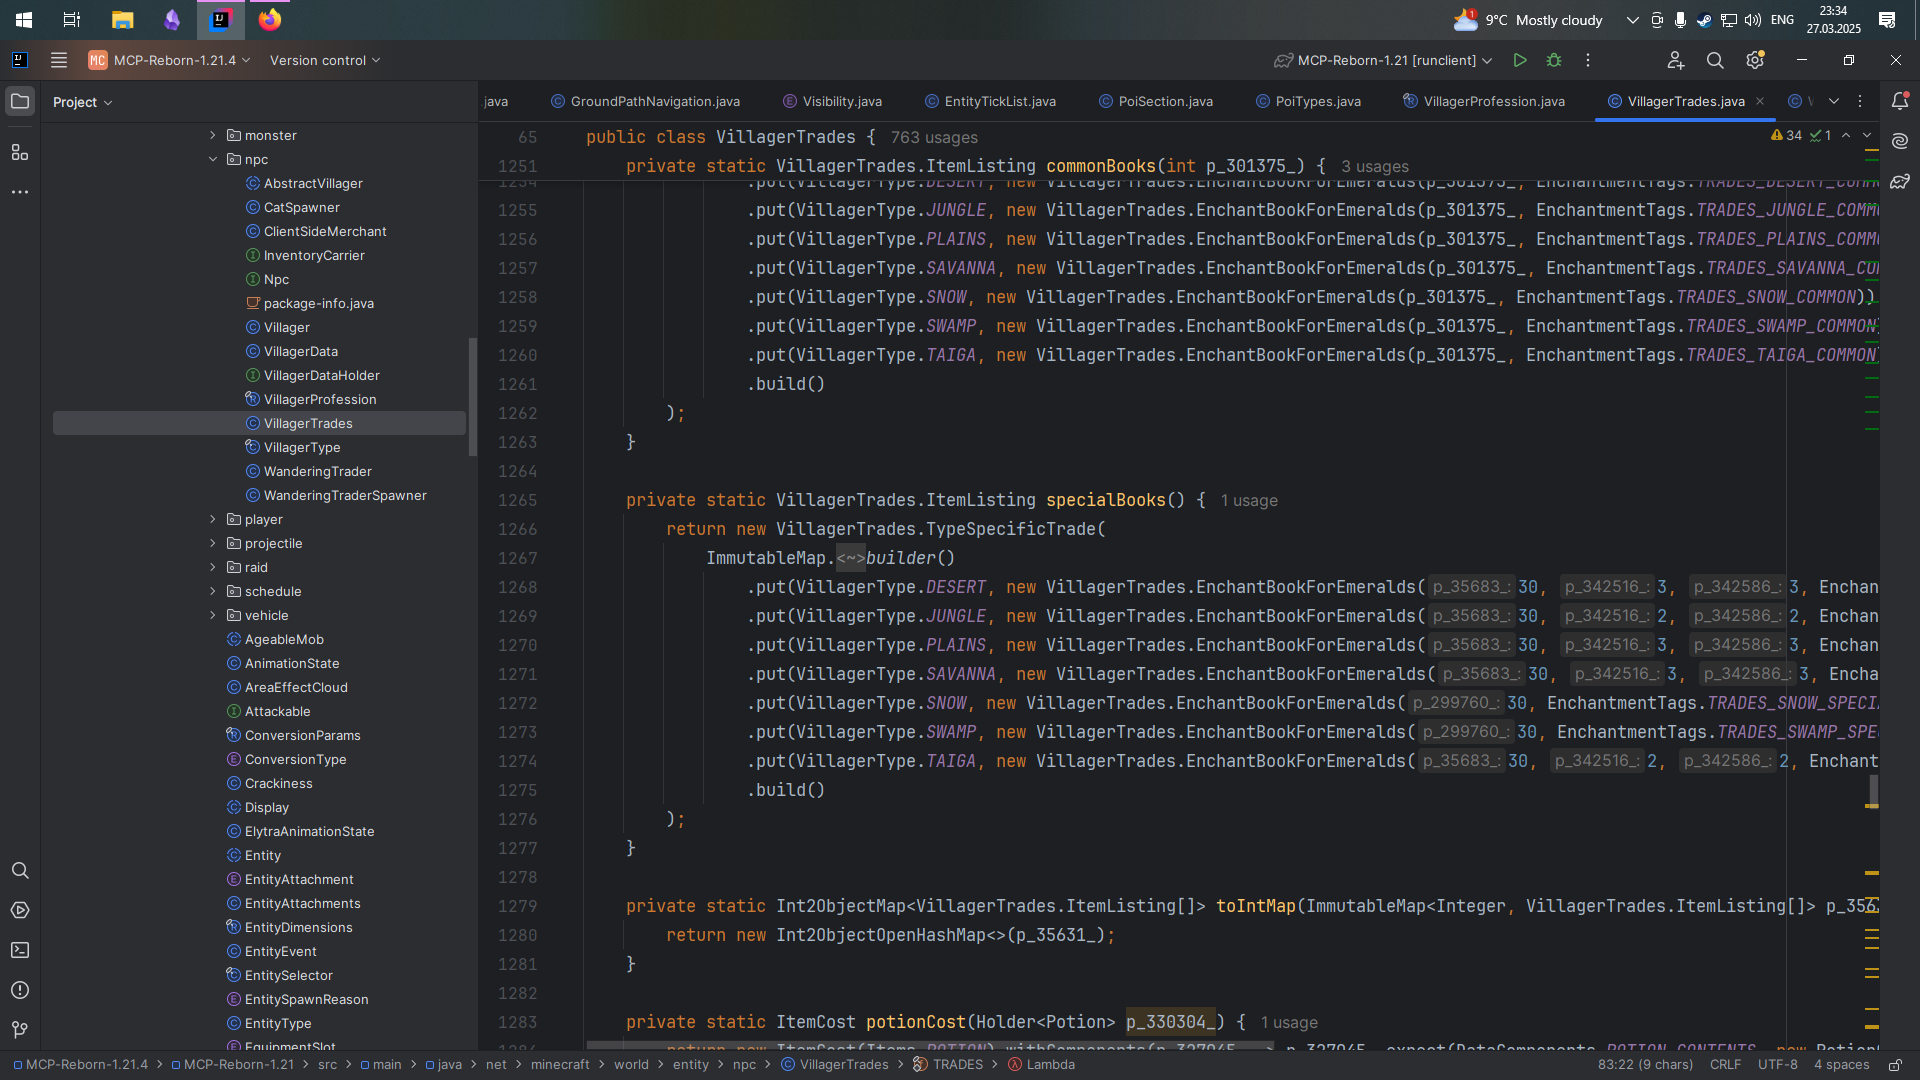 1
9°C Mostly cloudy
ENG
23:34
27.03.2025
MC MCP-Reborn-1.21.4
Version control
MCP-Reborn-1.21 [runclient]
Project
.java
GroundPathNavigation.java
Visibility.java
EntityTickList.java
PoiSection.java
PoiTypes.java
VillagerProfession.java
VillagerTrades.java
monster
npc
AbstractVillager
CatSpawner
ClientSideMerchant
InventoryCarrier
Npc
package-info.java
Villager
VillagerData
VillagerDataHolder
VillagerProfession
VillagerTrades
VillagerType
WanderingTrader
WanderingTraderSpawner
player
projectile
raid
schedule
vehicle
AgeableMob
AnimationState
AreaEffectCloud
Attackable
ConversionParams
ConversionType
Crackiness
Display
ElytraAnimationState
Entity
EntityAttachment
EntityAttachments
EntityDimensions
EntityEvent
EntitySelector
EntitySpawnReason
EntityType
EquipmentSlot
34 1
65 public class VillagerTrades { 763 usages
1251 private static VillagerTrades.ItemListing commonBooks(int p_301375_) { 3 usages
1254 .put(VillagerType.DESERT, new VillagerTrades.EnchantBookForEmeralds(p_301375_, EnchantmentTags.TRADES_DESERT_COMM
1255 .put(VillagerType.JUNGLE, new VillagerTrades.EnchantBookForEmeralds(p_301375_, EnchantmentTags.TRADES_JUNGLE_COMM
1256 .put(VillagerType.PLAINS, new VillagerTrades.EnchantBookForEmeralds(p_301375_, EnchantmentTags.TRADES_PLAINS_COMM
1257 .put(VillagerType.SAVANNA, new VillagerTrades.EnchantBookForEmeralds(p_301375_, EnchantmentTags.TRADES_SAVANNA_CO
1258 .put(VillagerType.SNOW, new VillagerTrades.EnchantBookForEmeralds(p_301375_, EnchantmentTags.TRADES_SNOW_COMMON))
1259 .put(VillagerType.SWAMP, new VillagerTrades.EnchantBookForEmeralds(p_301375_, EnchantmentTags.TRADES_SWAMP_COMMON)
1260 .put(VillagerType.TAIGA, new VillagerTrades.EnchantBookForEmeralds(p_301375_, EnchantmentTags.TRADES_TAIGA_COMMON)
1261 .build()
1262 );
1263 }
1264
1265 private static VillagerTrades.ItemListing specialBooks() { 1 usage
1266 return new VillagerTrades.TypeSpecificTrade(
1267 ImmutableMap.<~>builder()
1268 .put(VillagerType.DESERT, new VillagerTrades.EnchantBookForEmeralds( p_35683_: 30, p_342516_: 3, p_342586_: 3, Enchan
1269 .put(VillagerType.JUNGLE, new VillagerTrades.EnchantBookForEmeralds( p_35683_: 30, p_342516_: 2, p_342586_: 2, Enchan
1270 .put(VillagerType.PLAINS, new VillagerTrades.EnchantBookForEmeralds( p_35683_: 30, p_342516_: 3, p_342586_: 3, Enchan
1271 .put(VillagerType.SAVANNA, new VillagerTrades.EnchantBookForEmeralds( p_35683_: 30, p_342516_: 3, p_342586_: 3, Encha
1272 .put(VillagerType.SNOW, new VillagerTrades.EnchantBookForEmeralds( p_299760_: 30, EnchantmentTags.TRADES_SNOW_SPECIA
1273 .put(VillagerType.SWAMP, new VillagerTrades.EnchantBookForEmeralds( p_299760_: 30, EnchantmentTags.TRADES_SWAMP_SPE
1274 .put(VillagerType.TAIGA, new VillagerTrades.EnchantBookForEmeralds( p_35683_: 30, p_342516_: 2, p_342586_: 2, Enchant
1275 .build()
1276 );
1277 }
1278
1279 private static Int2ObjectMap<VillagerTrades.ItemListing[]> toIntMap(ImmutableMap<Integer, VillagerTrades.ItemListing[]> p_356
1280 return new Int2ObjectOpenHashMap<>(p_35631_);
1281 }
1282
1283 private static ItemCost potionCost(Holder<Potion> p_330304_) { 1 usage
MCP-Reborn-1.21.4 > MCP-Reborn-1.21 > src > main > java > net > minecraft > world > entity > npc > VillagerTrades > TRADES > Lambda
83:22 (9 chars) CRLF UTF-8 4 spaces